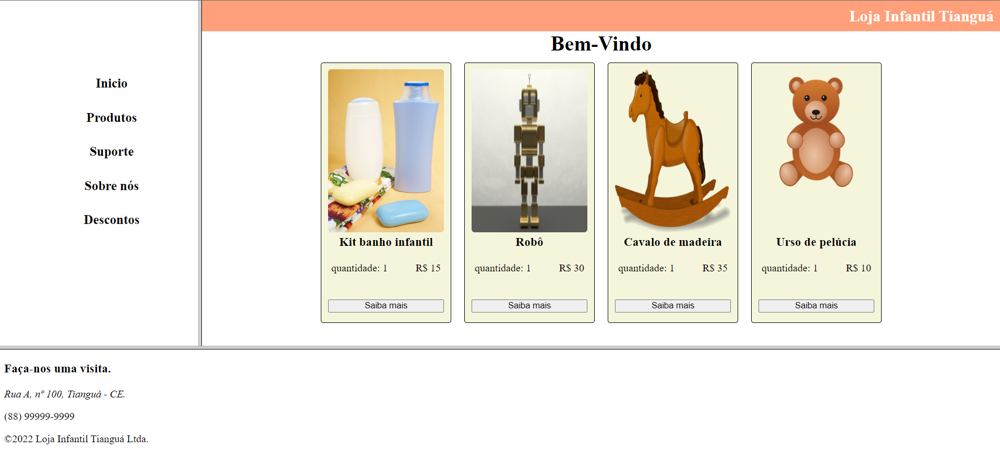 Loja Infantil Tianguá
Inicio
Produtos
Suporte
Sobre nós
Descontos
Bem-Vindo
Kit banho infantil
quantidade: 1 R$ 15
Saiba mais
Robô
quantidade: 1 R$ 30
Saiba mais
Cavalo de madeira
quantidade: 1 R$ 35
Saiba mais
Urso de pelúcia
quantidade: 1 R$ 10
Saiba mais
Faça-nos uma visita.
Rua A, nº 100, Tianguá - CE.
(88) 99999-9999
©2022 Loja Infantil Tianguá Ltda.